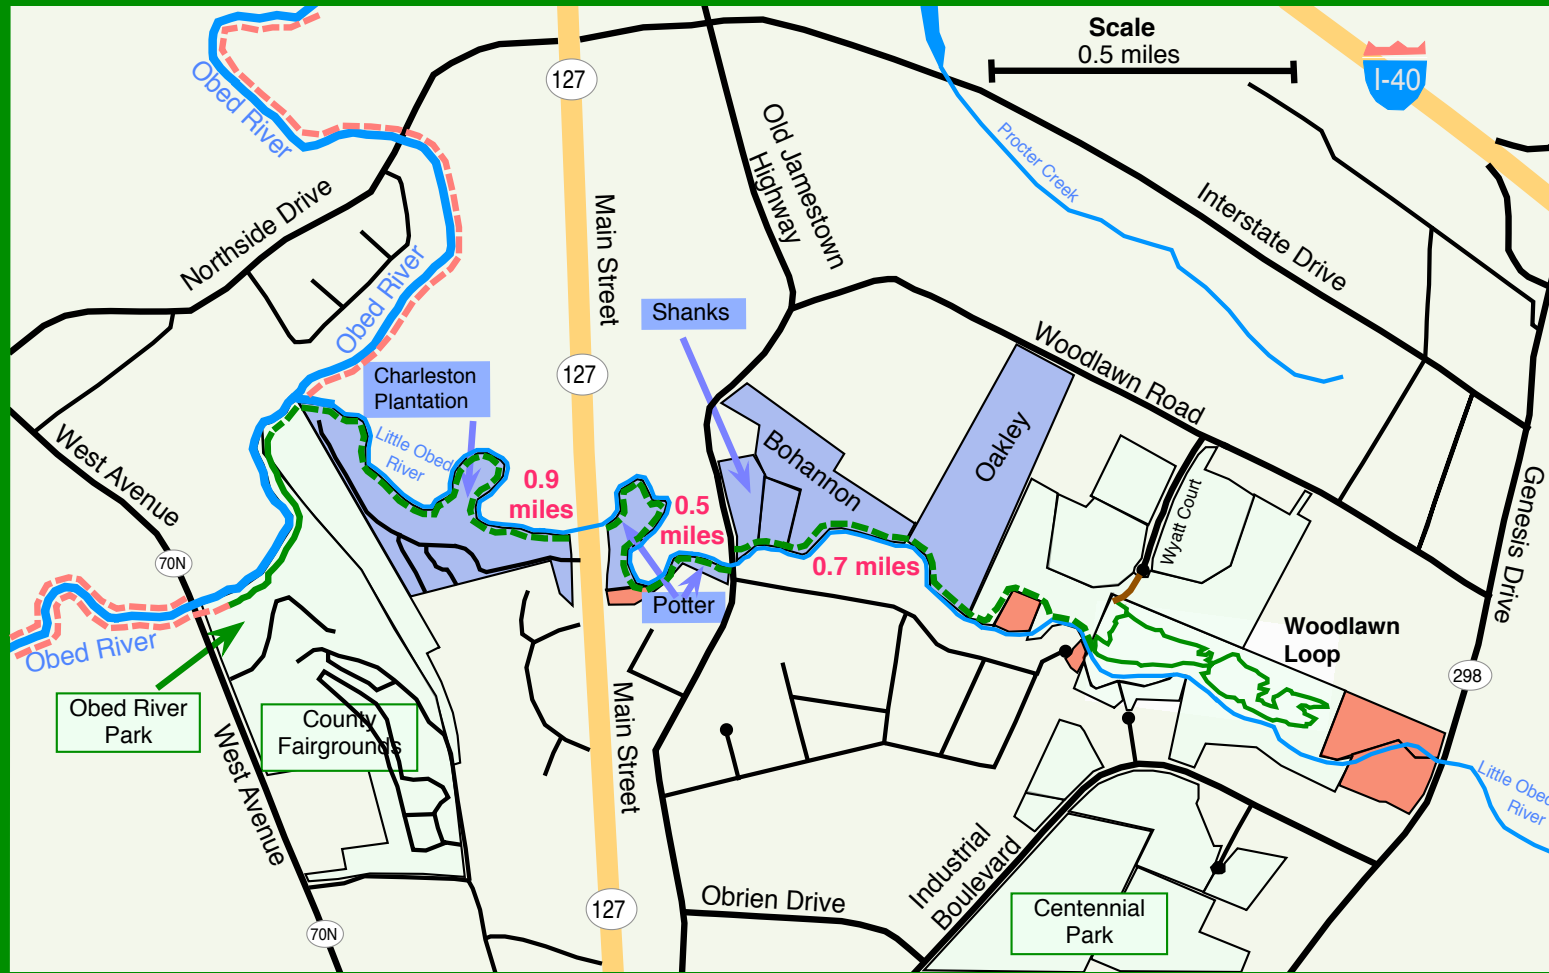 Scale
0.5 miles
I-40
127
Obed River
Old Jamestown
Highway
Procter Creek
Northside Drive
Main Street
Interstate Drive
Obed River
Shanks
Woodlawn Road
127
Charleston
Plantation
West Avenue
Little Obed
River
0.9
miles
0.5
miles
Bohannon
Oakley
Wyatt Court
Genesis Drive
70N
0.7 miles
Potter
Obed River
Woodlawn
Loop
298
Obed River
Park
County
Fairgrounds
West Avenue
Main Street
Little Obed
River
Industrial
Boulevard
Obrien Drive
127
Centennial
Park
70N